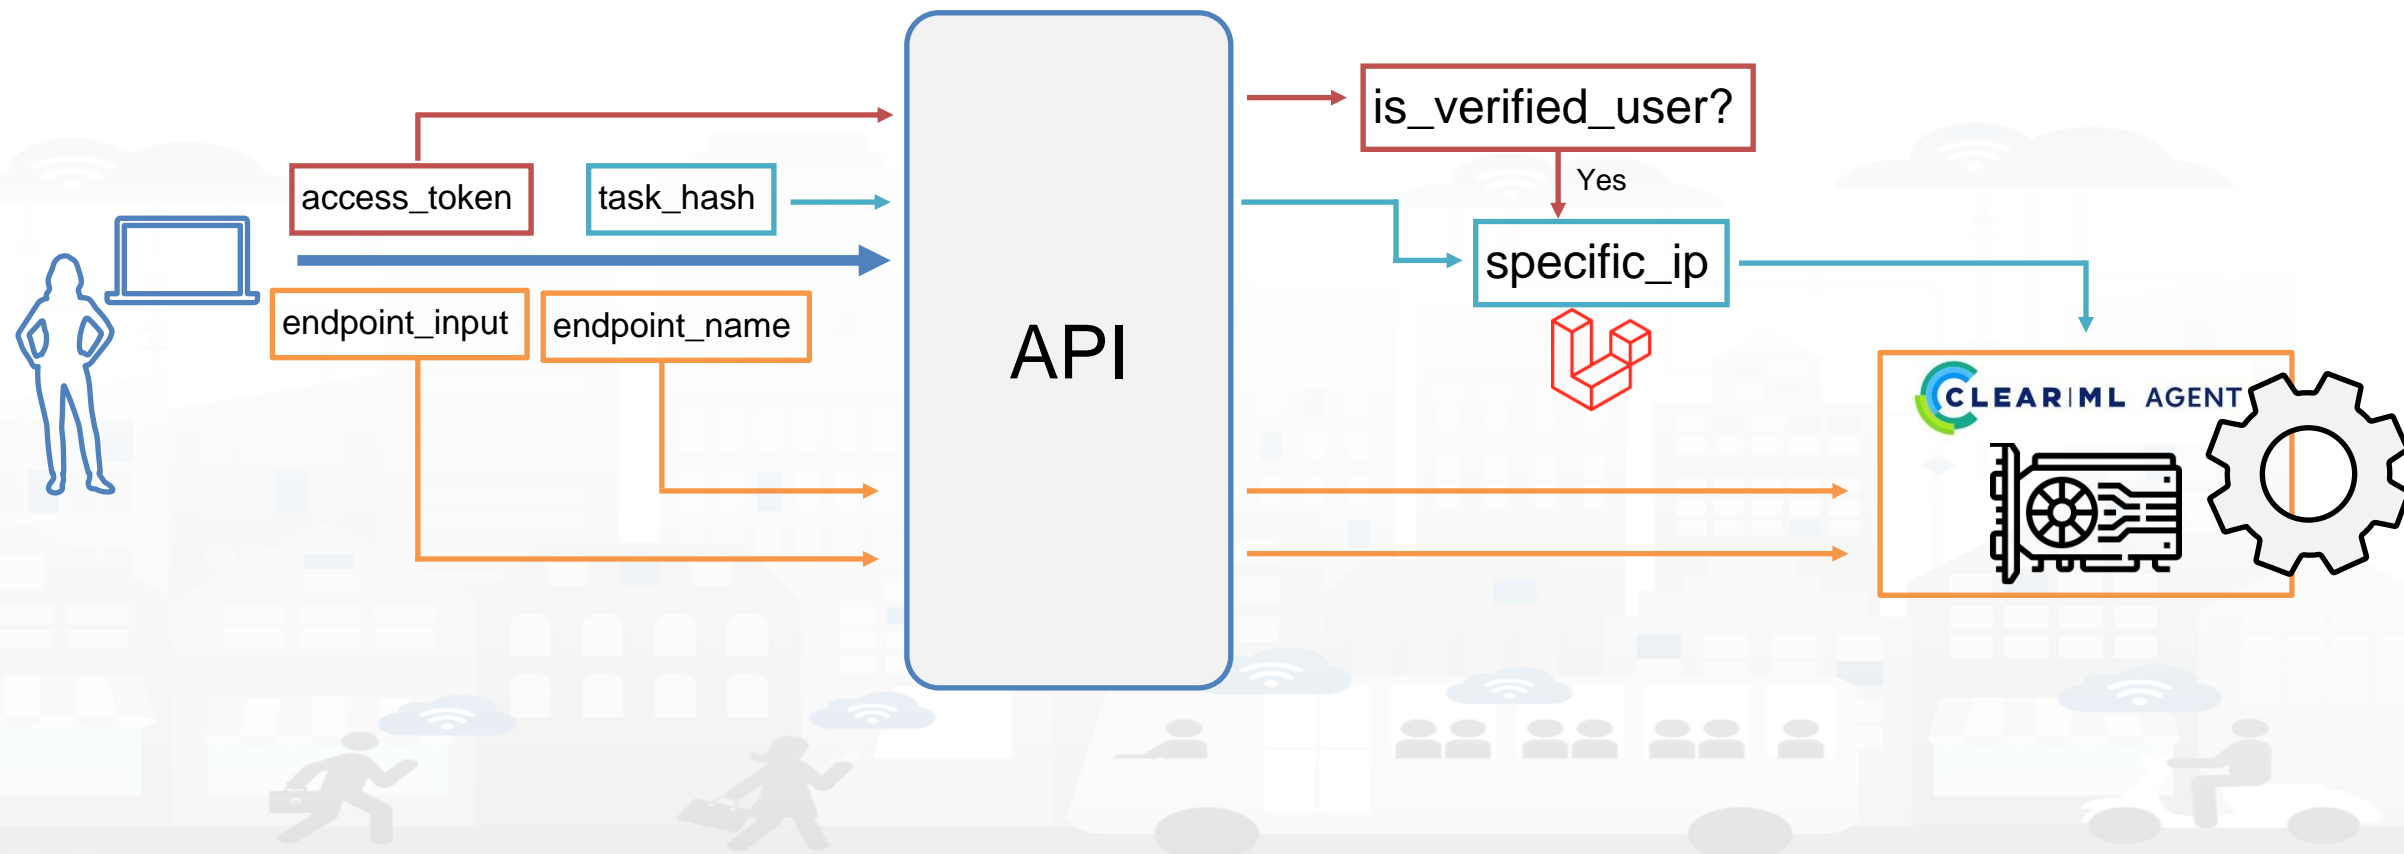 access_token
task_hash
endpoint_input
endpoint_name
API
is_verified_user?
Yes
specific_ip
CLEAR|ML AGENT